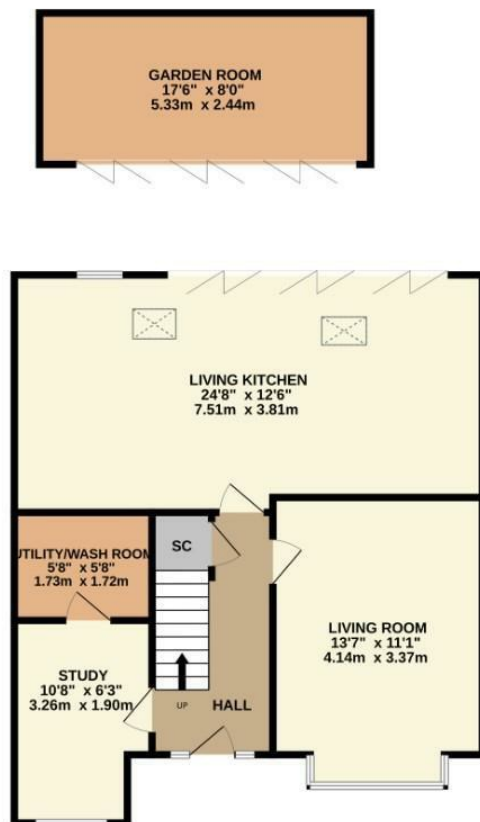 GARDEN ROOM
17'6" x 8'0"
5.33m x 2.44m
LIVING KITCHEN
24'8" x 12'6"
7.51m x 3.81m
SC
UTILITY/WASH ROOM
5'8" x 5'8"
1.73m x 1.72m
LIVING ROOM
13'7" x 11'1"
4.14m x 3.37m
STUDY
10'8" x 6'3"
3.26m x 1.90m
UP
HALL